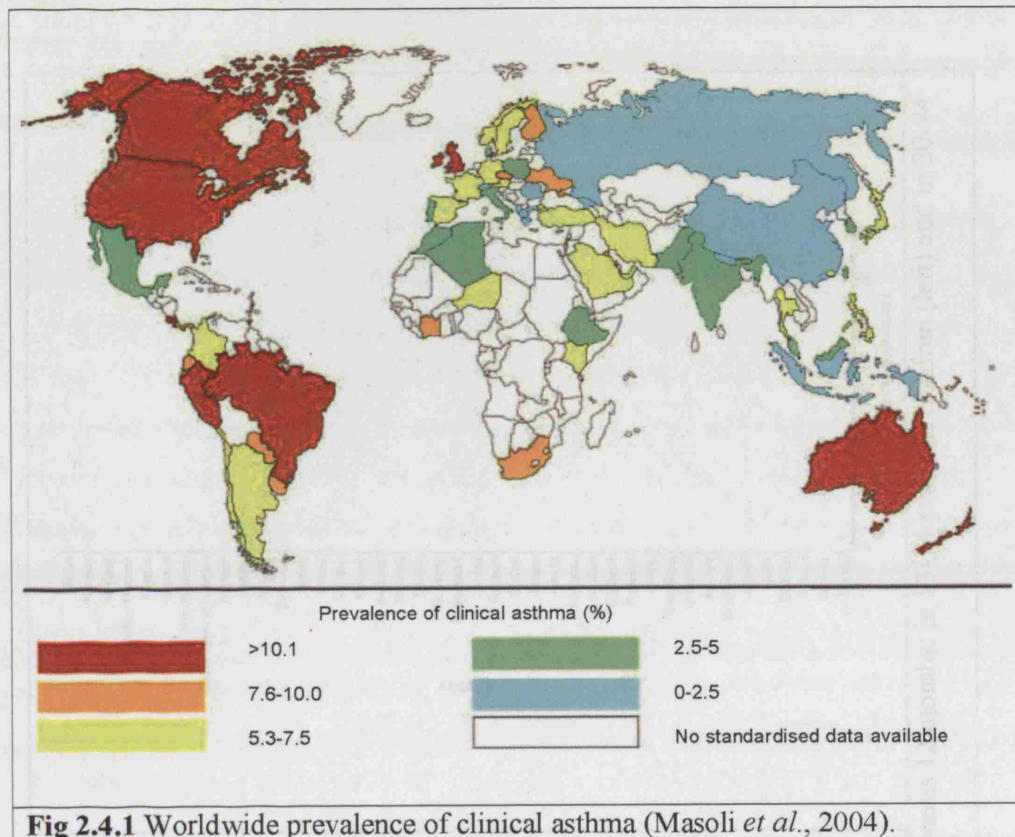 Prevalence of clinical asthma (%)
>10.1
7.6-10.0
5.3-7.5
2.5-5
0-2.5
No standardised data available
Fig 2.4.1 Worldwide prevalence of clinical asthma (Masoli et al., 2004).